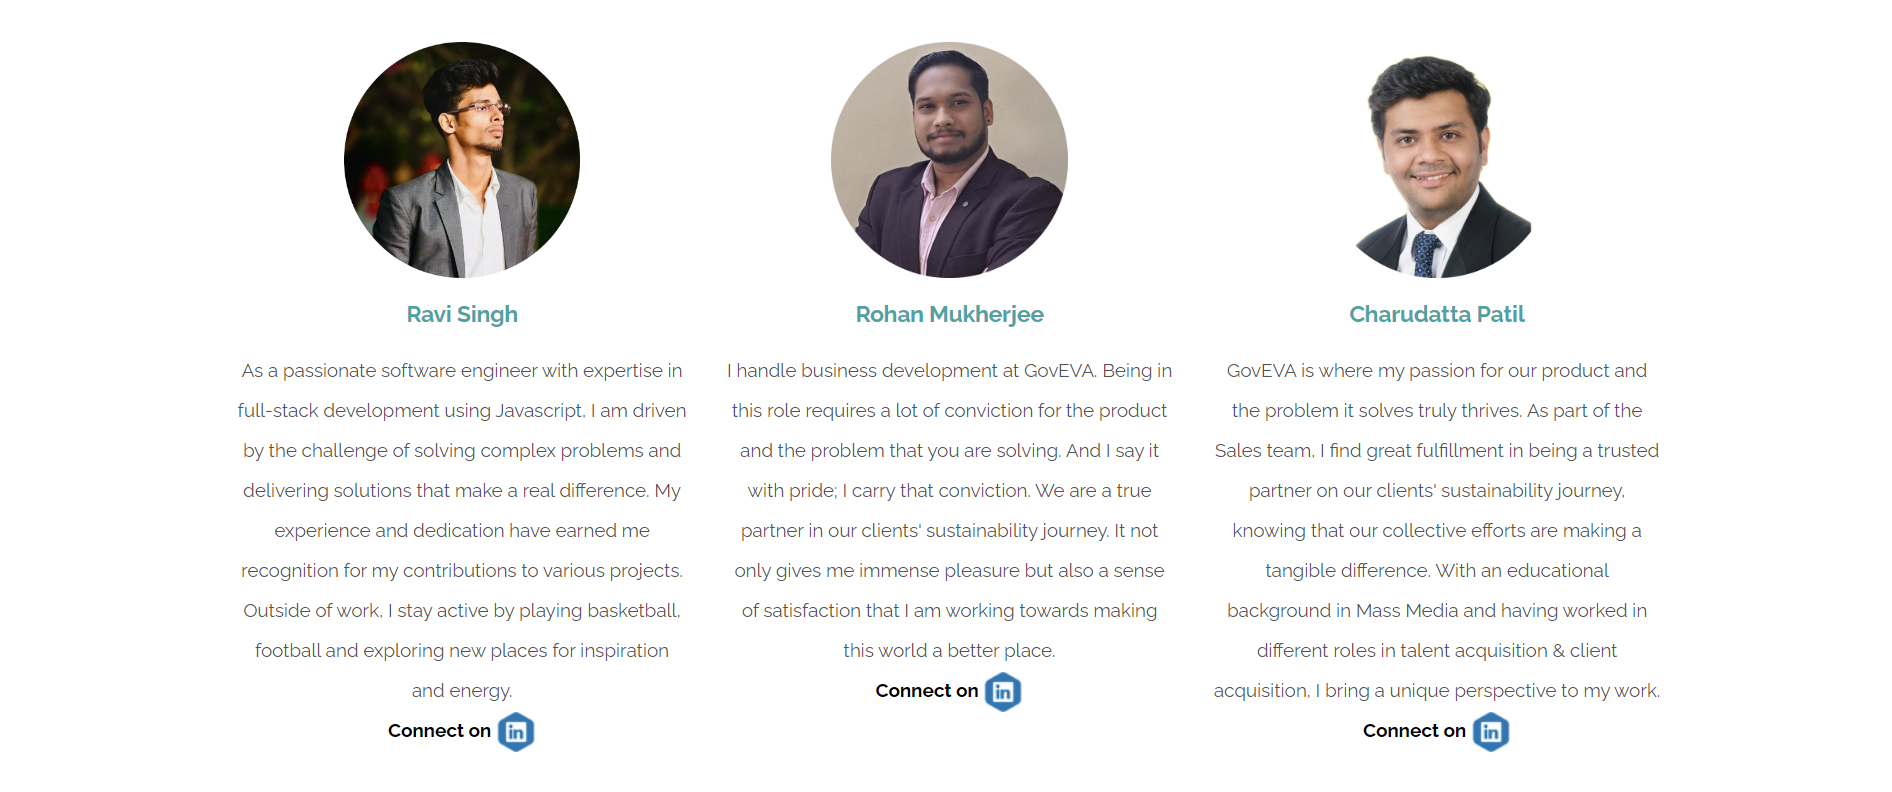 Ravi Singh
As a passionate software engineer with expertise in
full-stack development using Javascript, I am driven
by the challenge of solving complex problems and
delivering solutions that make a real difference. My
experience and dedication have earned me
recognition for my contributions to various projects.
Outside of work, I stay active by playing basketball,
football and exploring new places for inspiration
and energy.
Connect on in
Rohan Mukherjee
I handle business development at GovEVA. Being in
this role requires a lot of conviction for the product
and the problem that you are solving. And I say it
with pride; I carry that conviction. We are a true
partner in our clients' sustainability journey. It not
only gives me immense pleasure but also a sense
of satisfaction that I am working towards making
this world a better place.
Connect on in
Charudatta Patil
GovEVA is where my passion for our product and
the problem it solves truly thrives. As part of the
Sales team, I find great fulfillment in being a trusted
partner on our clients' sustainability journey,
knowing that our collective efforts are making a
tangible difference. With an educational
background in Mass Media and having worked in
different roles in talent acquisition & client
acquisition, I bring a unique perspective to my work.
Connect on in